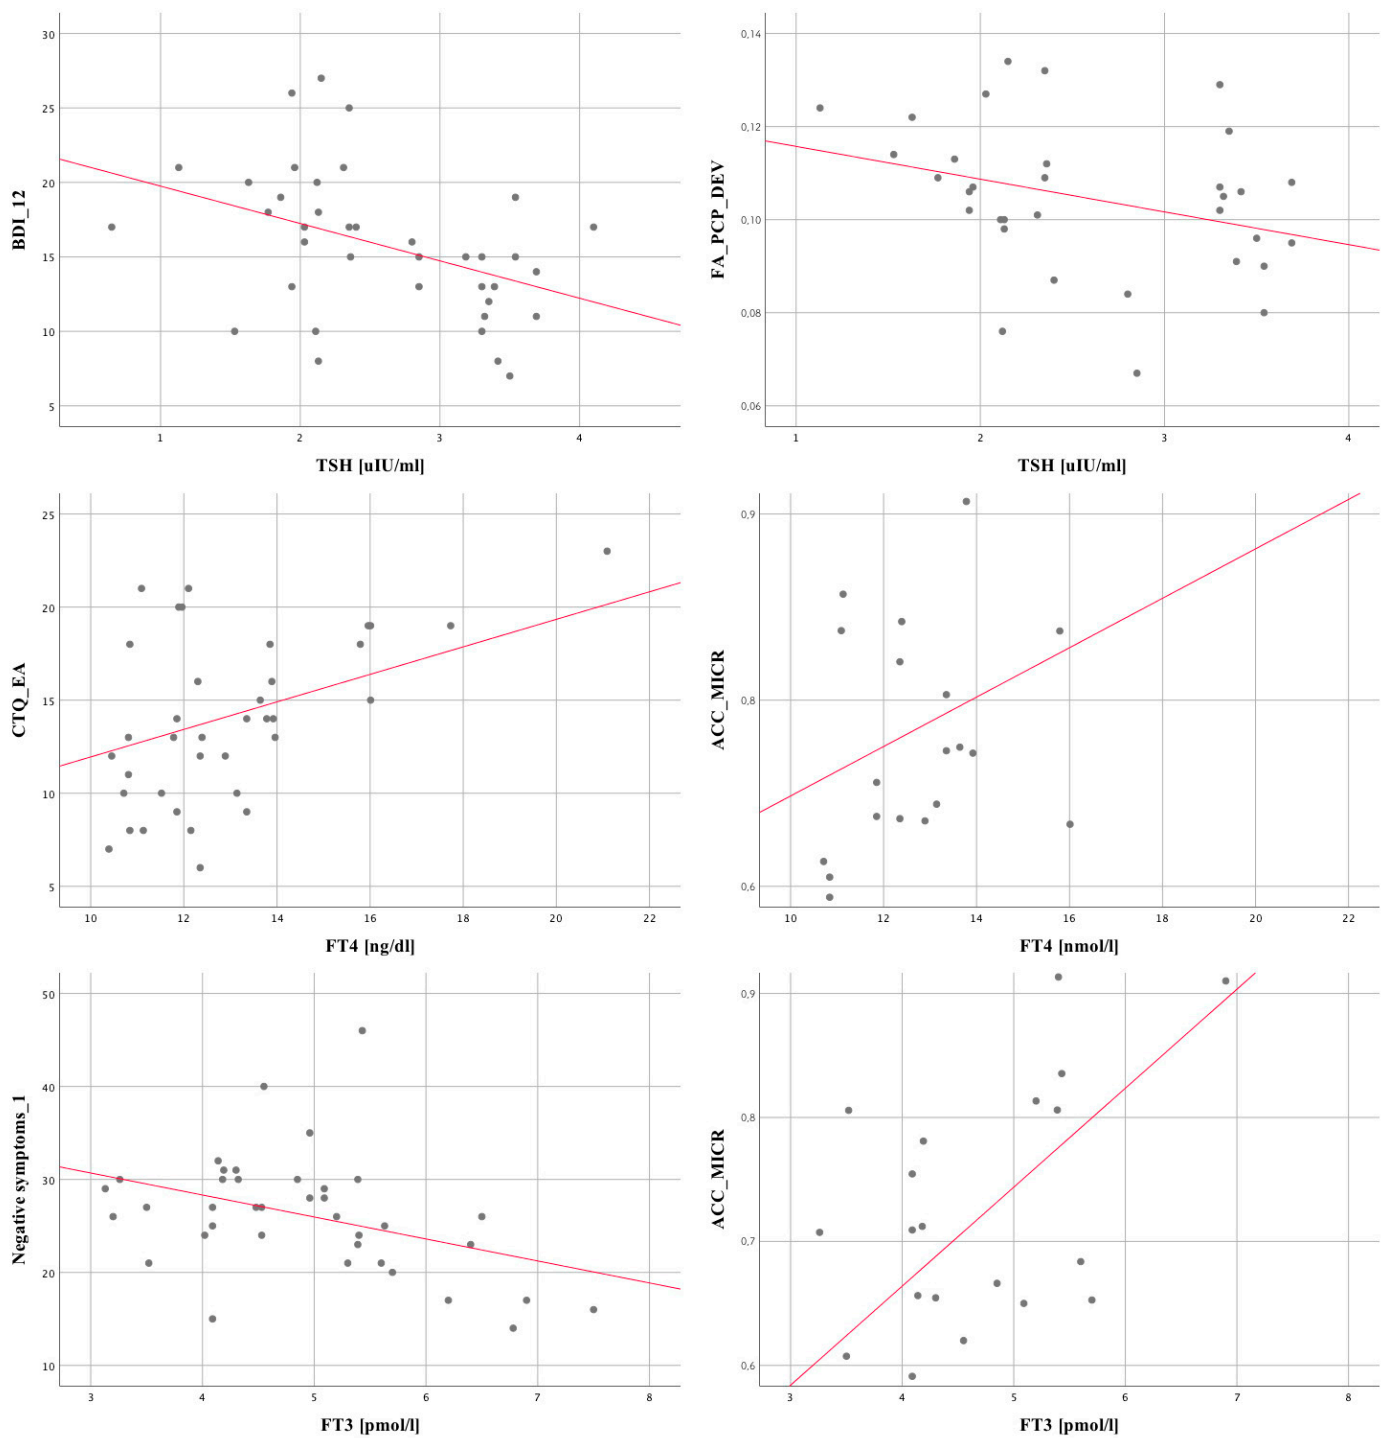 30
25
20
15
10
5
BDI_12
1 2 3 4
TSH [uIU/ml]
0,14
0,12
0,10
0,08
0,06
FA_PCP_DEV
1 2 3 4
TSH [uIU/ml]
25
20
15
10
5
CTQ_EA
10 12 14 16 18 20 22
FT4 [ng/dl]
0,9
0,8
0,6
ACC_MICR
10 12 14 16 18 20 22
FT4 [nmol/l]
50
40
30
20
10
Negative symptoms_1
3 4 5 6 7 8
FT3 [pmol/l]
0,9
0,8
0,7
0,6
ACC_MICR
3 4 5 6 7 8
FT3 [pmol/l]